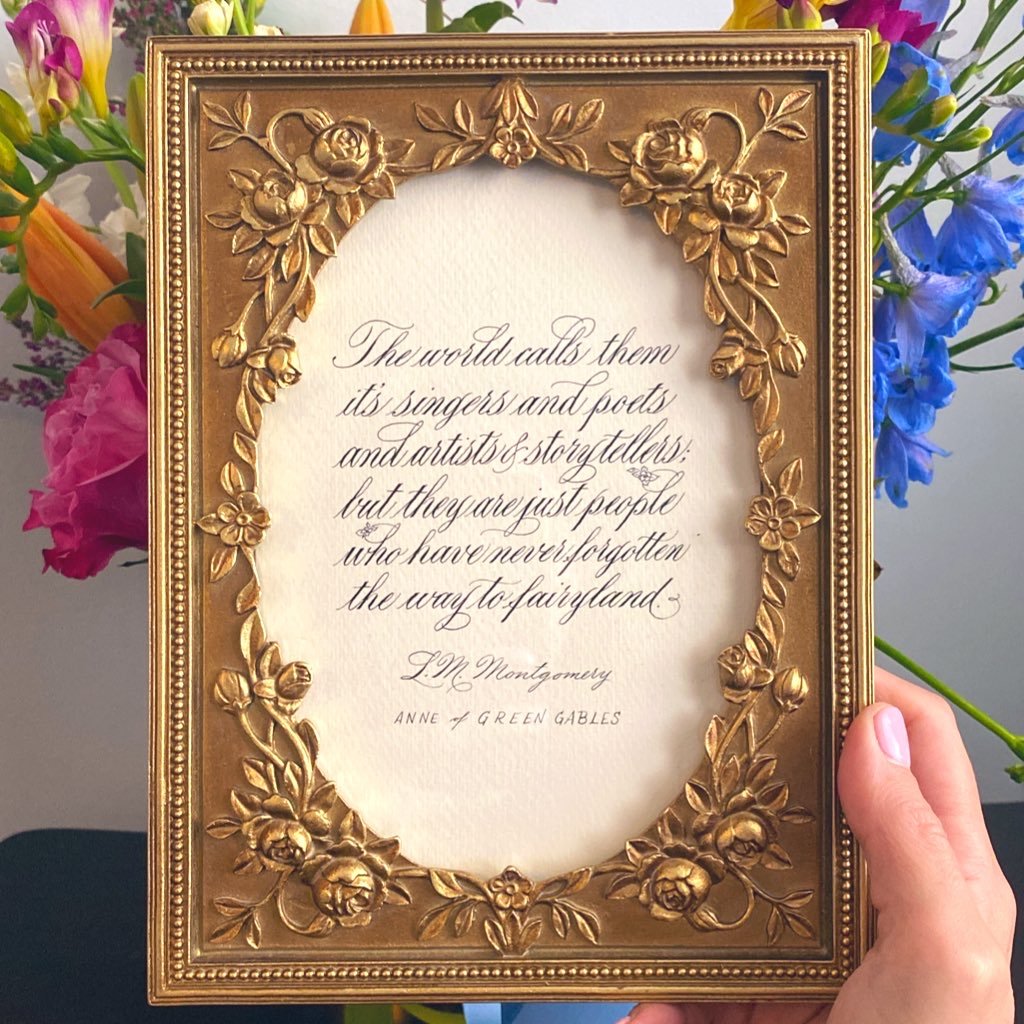 The world calls them
it's singers and poets
and artists & storytellers;
but they are just people
who have never forgotten
the way to fairyland.
L.M. Montgomery
ANNE of GREEN GABLES